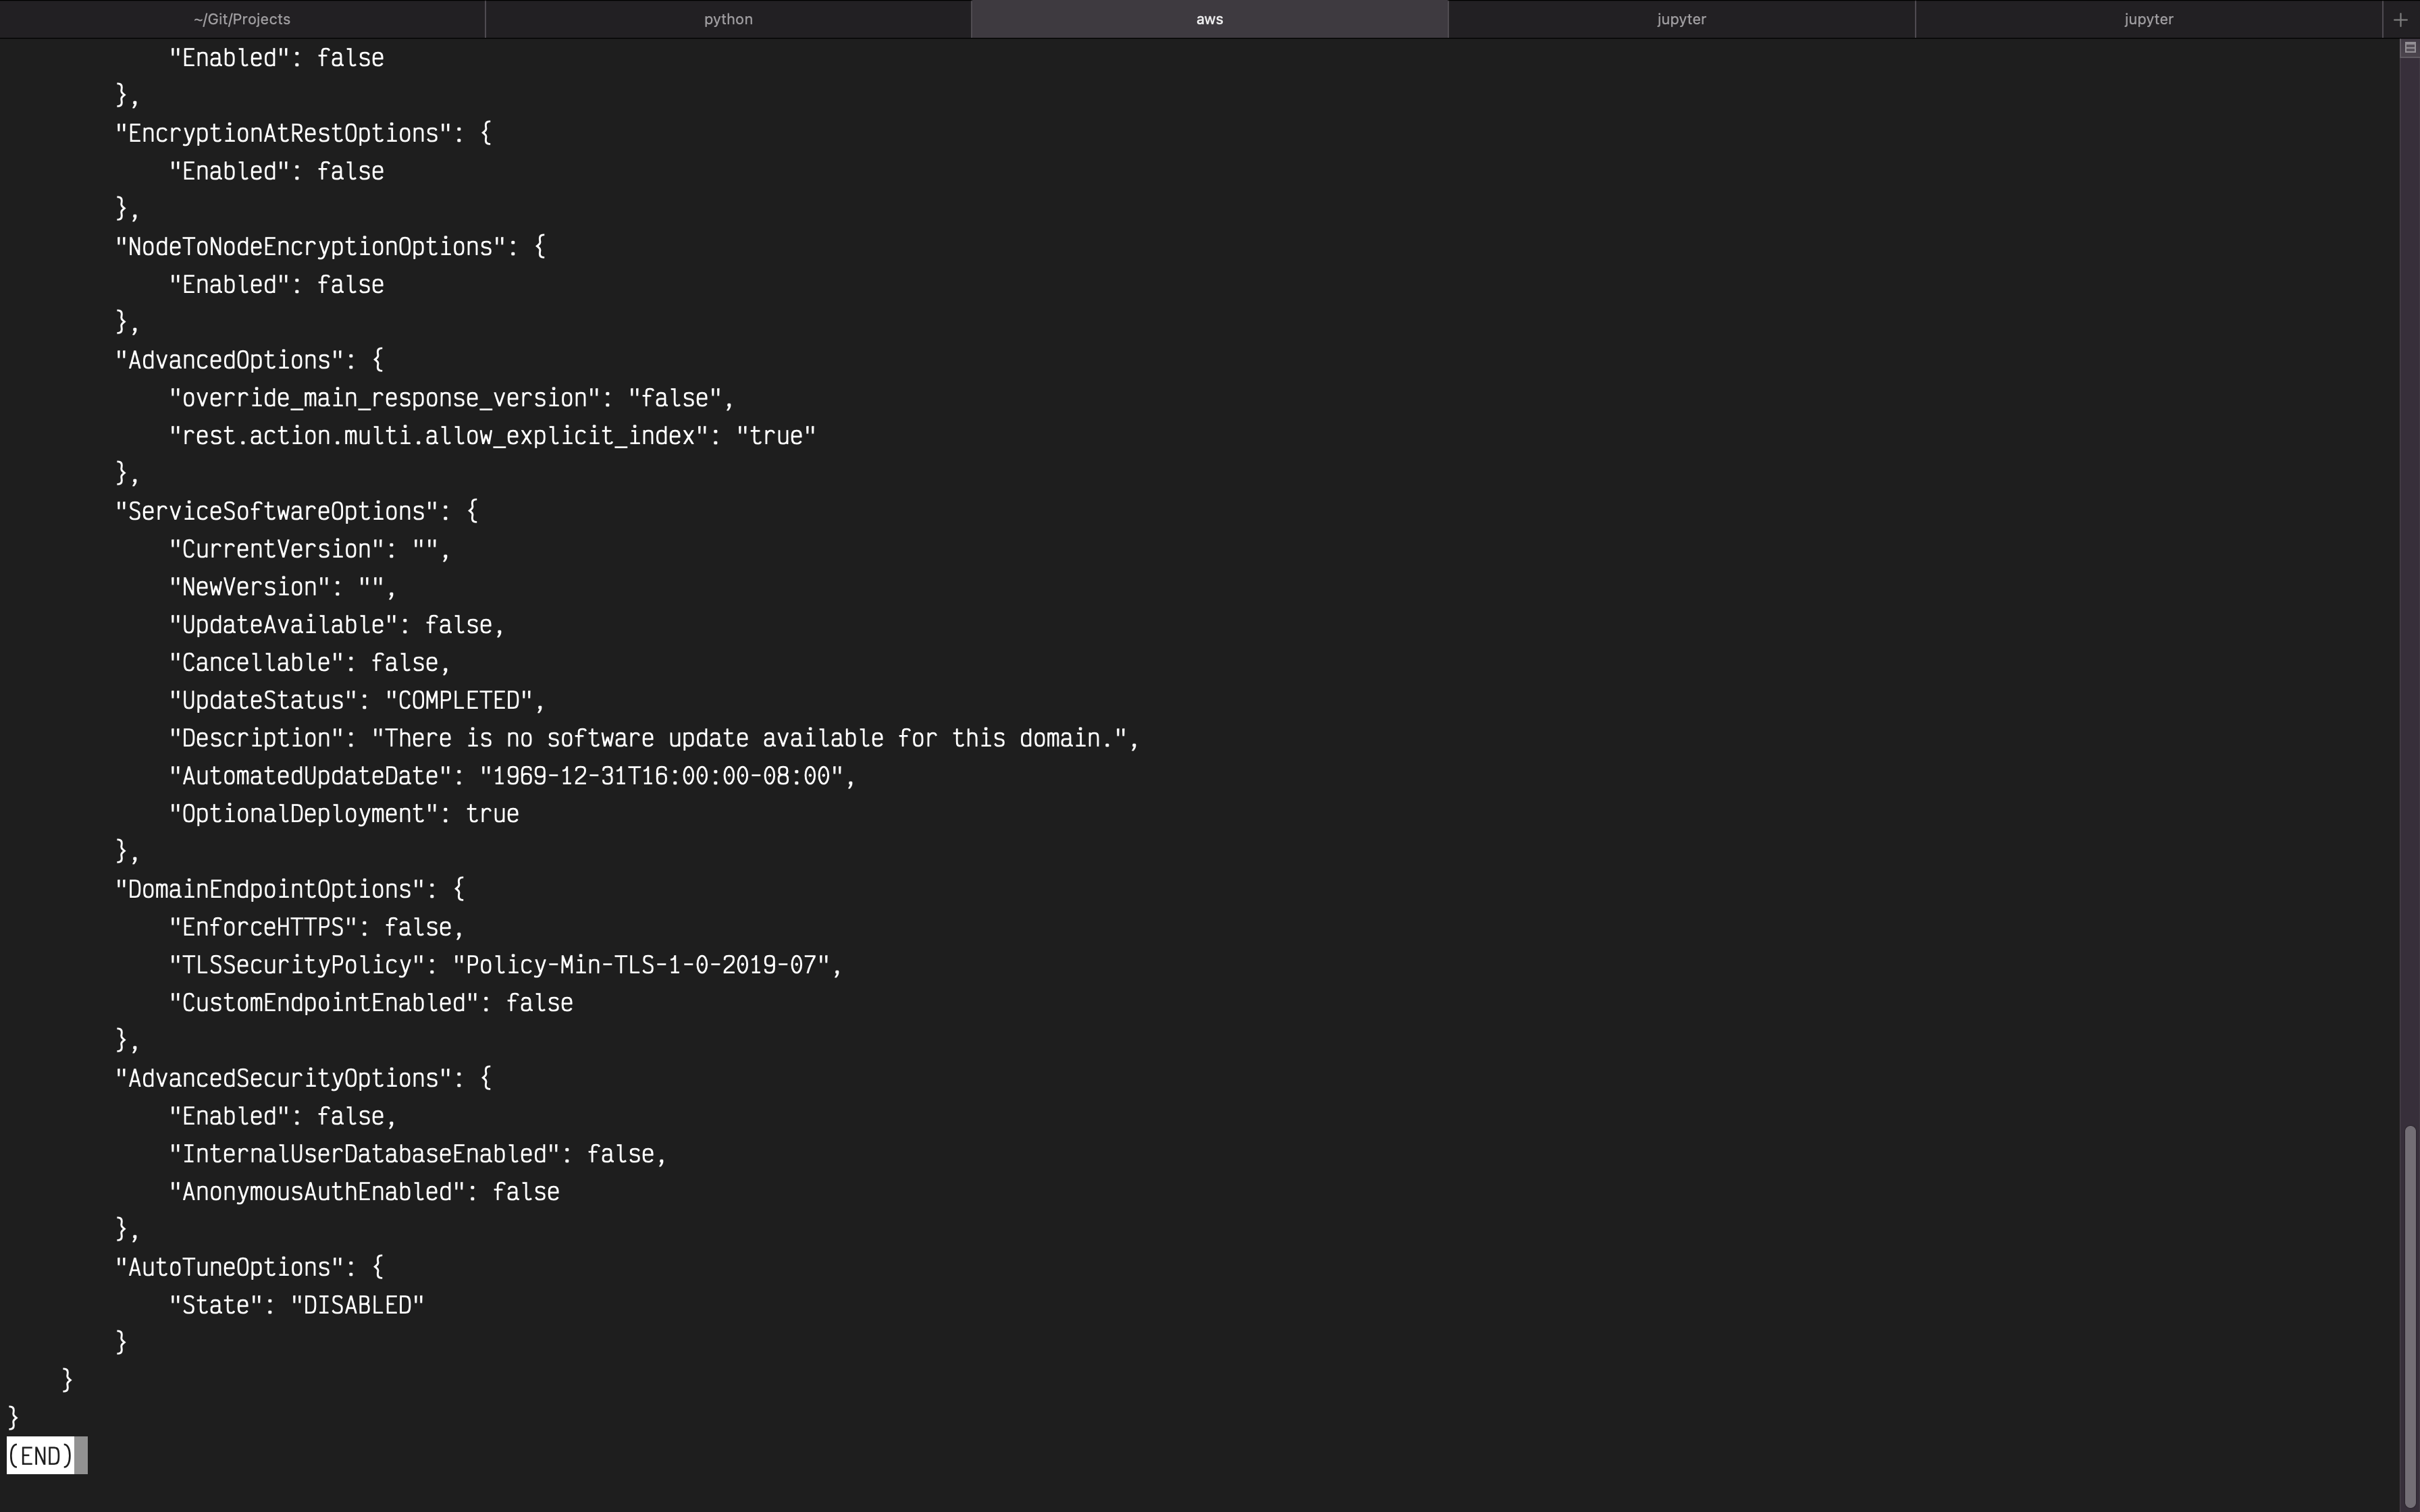 ~/Git/Projects python aws jupyter jupyter +
"Enabled": false
},
"EncryptionAtRestOptions": {
"Enabled": false
},
"NodeToNodeEncryptionOptions": {
"Enabled": false
},
"AdvancedOptions": {
"override_main_response_version": "false",
"rest.action.multi.allow_explicit_index": "true"
},
"ServiceSoftwareOptions": {
"CurrentVersion": "",
"NewVersion": "",
"UpdateAvailable": false,
"Cancellable": false,
"UpdateStatus": "COMPLETED",
"Description": "There is no software update available for this domain.",
"AutomatedUpdateDate": "1969-12-31T16:00:00-08:00",
"OptionalDeployment": true
},
"DomainEndpointOptions": {
"EnforceHTTPS": false,
"TLSSecurityPolicy": "Policy-Min-TLS-1-0-2019-07",
"CustomEndpointEnabled": false
},
"AdvancedSecurityOptions": {
"Enabled": false,
"InternalUserDatabaseEnabled": false,
"AnonymousAuthEnabled": false
},
"AutoTuneOptions": {
"State": "DISABLED"
}
}
}
(END)